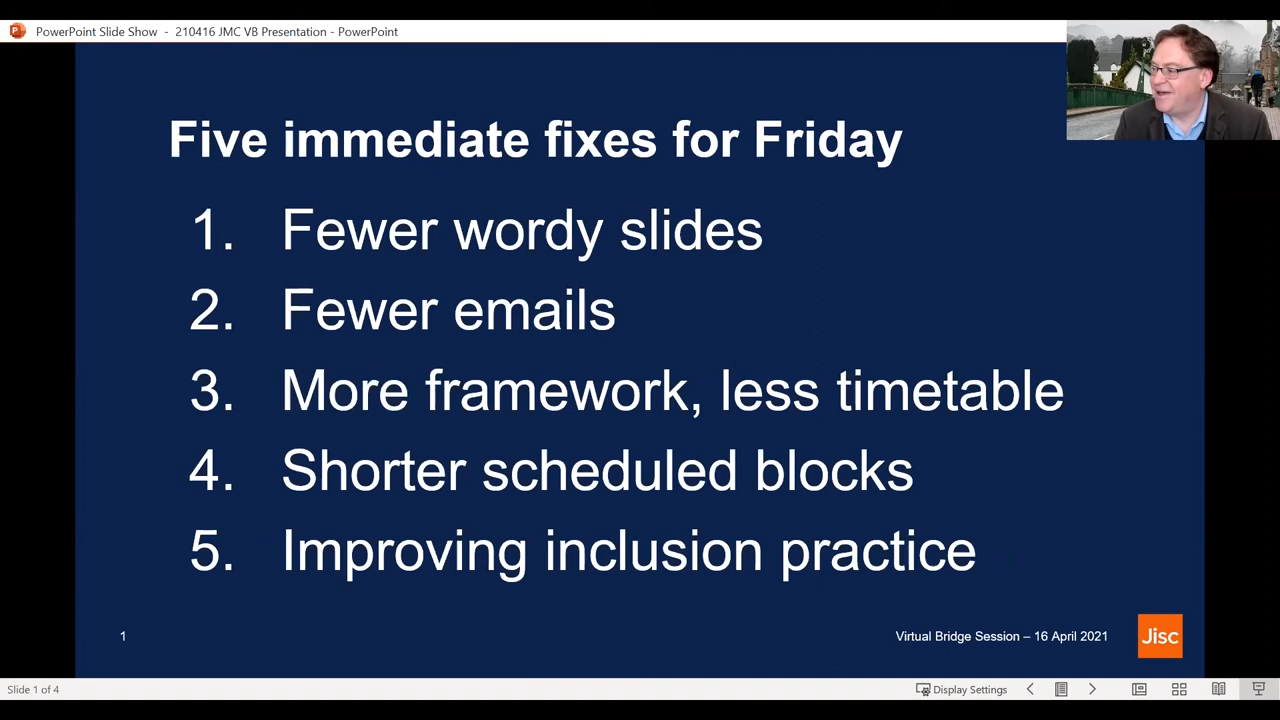 PowerPoint Slide Show - 210416 JMC VB Presentation - PowerPoint
Five immediate fixes for Friday
1. Fewer wordy slides
2. Fewer emails
3. More framework, less timetable
4. Shorter scheduled blocks
5. Improving inclusion practice
1
Virtual Bridge Session – 16 April 2021
Jisc
Slide 1 of 4
Display Settings